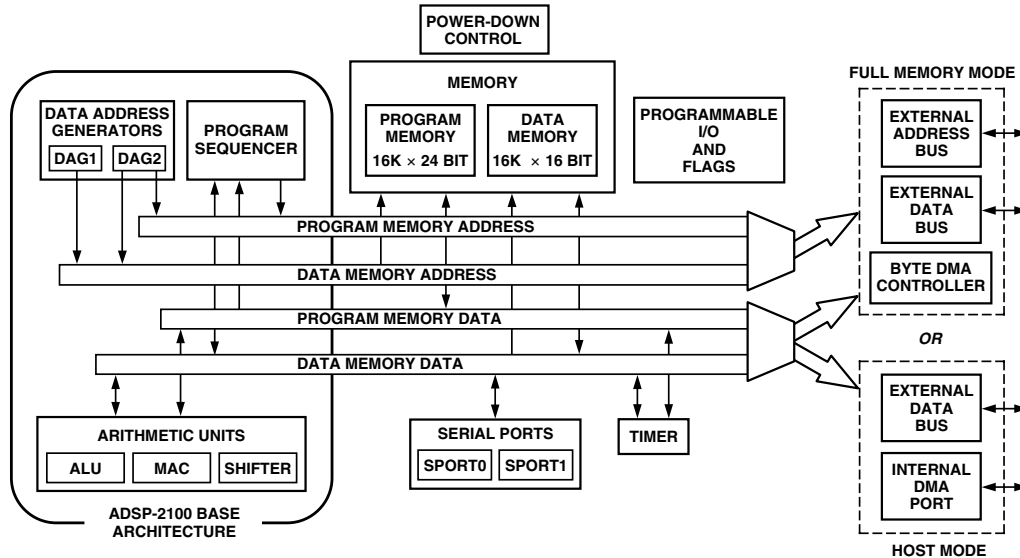 POWER-DOWN
CONTROL
MEMORY
PROGRAM
MEMORY
16K × 24 BIT
DATA
MEMORY
16K × 16 BIT
DATA ADDRESS
GENERATORS
DAG1
DAG2
PROGRAM
SEQUENCER
PROGRAMMABLE
I/O
AND
FLAGS
FULL MEMORY MODE
EXTERNAL
ADDRESS
BUS
EXTERNAL
DATA
BUS
BYTE DMA
CONTROLLER
OR
PROGRAM MEMORY ADDRESS
DATA MEMORY ADDRESS
PROGRAM MEMORY DATA
DATA MEMORY DATA
ARITHMETIC UNITS
ALU
MAC
SHIFTER
SERIAL PORTS
SPORT0
SPORT1
TIMER
EXTERNAL
DATA
BUS
INTERNAL
DMA
PORT
HOST MODE
ADSP-2100 BASE
ARCHITECTURE